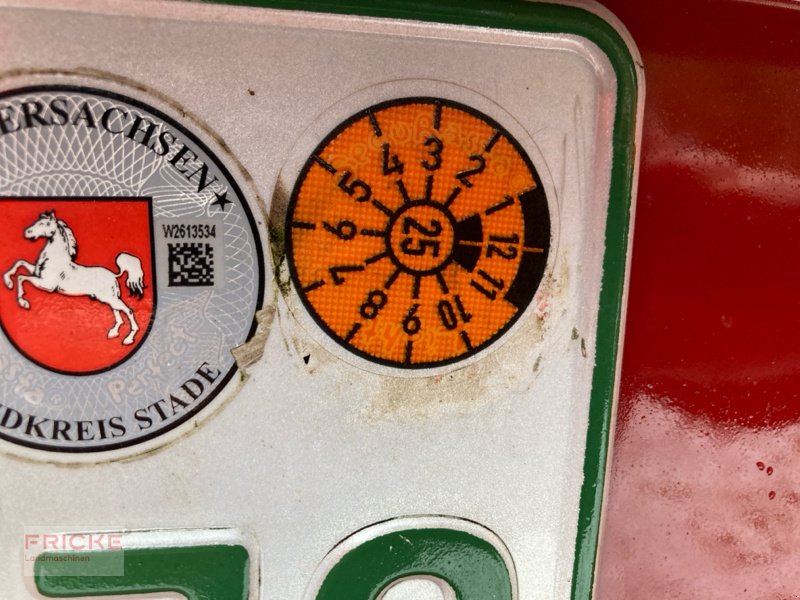 ERSACHSEN★
W2613534
DKREIS STADE
Perfect
1 2 3 4 5 6 7 8 9 10 11 12
25
FRICKE
Landmaschinen